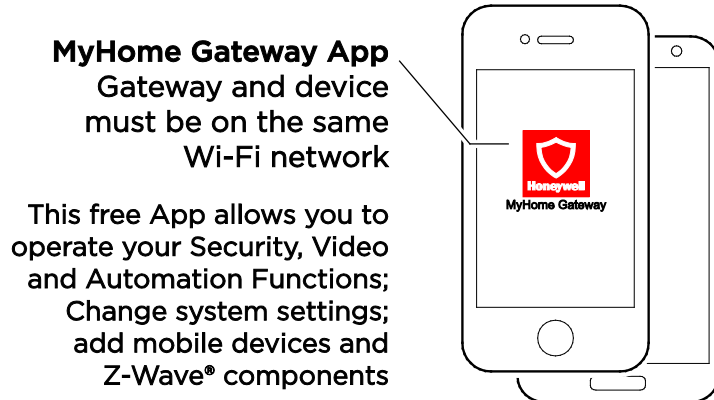 MyHome Gateway App
Gateway and device
must be on the same
Wi-Fi network
This free App allows you to
operate your Security, Video
and Automation Functions;
Change system settings;
add mobile devices and
Z-Wave® components
Honeywell
MyHome Gateway